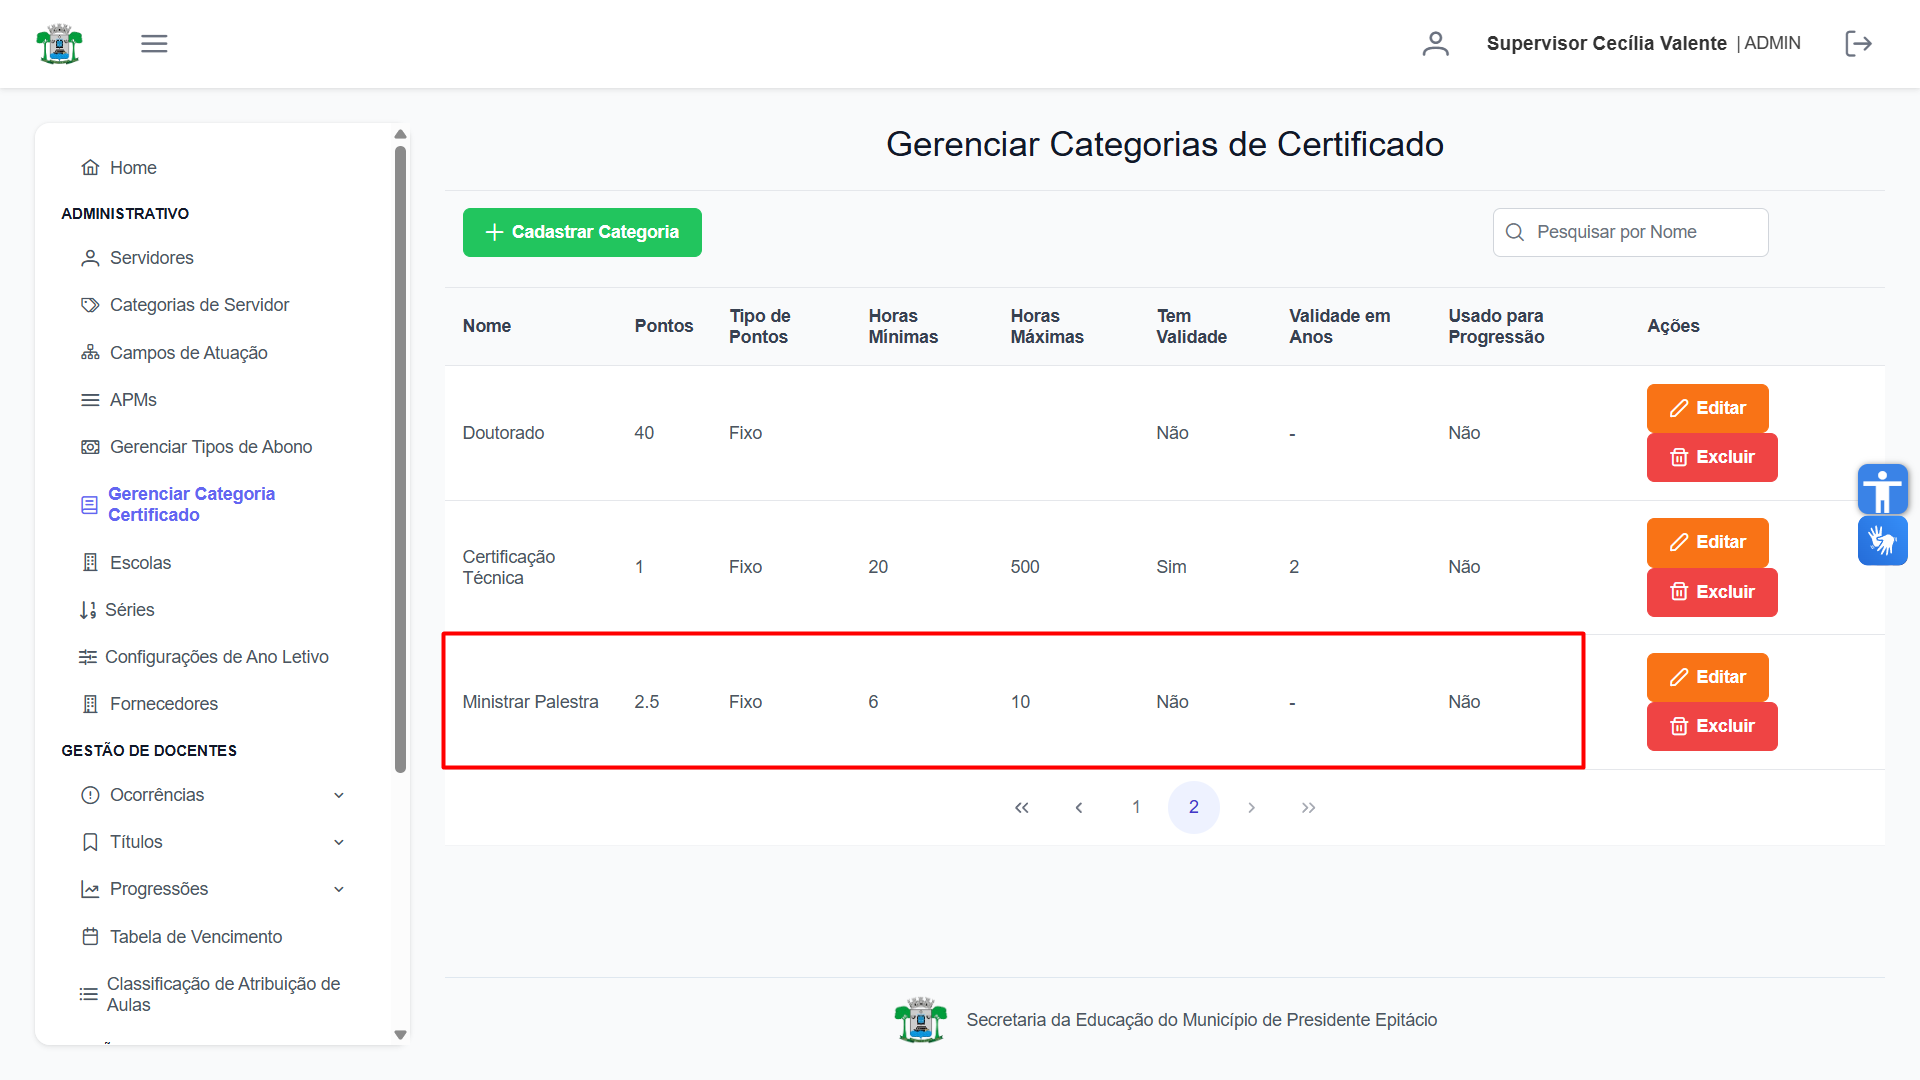 Supervisor Cecília Valente | ADMIN
Home
ADMINISTRATIVO
Servidores
Categorias de Servidor
Campos de Atuação
APMs
Gerenciar Tipos de Abono
Gerenciar Categoria
Certificado
Escolas
Séries
Configurações de Ano Letivo
Fornecedores
GESTÃO DE DOCENTES
Ocorrências
Títulos
Progressões
Tabela de Vencimento
Classificação de Atribuição de
Aulas
Gerenciar Categorias de Certificado
Cadastrar Categoria
Pesquisar por Nome
Nome Pontos Tipo de Pontos Horas Mínimas Horas Máximas Tem Validade Validade em Anos Usado para Progressão Ações
Doutorado 40 Fixo Não - Não Editar
Excluir
Certificação Técnica 1 Fixo 20 500 Sim 2 Não Editar
Excluir
Ministrar Palestra 2.5 Fixo 6 10 Não - Não Editar
Excluir
1 2
Secretaria da Educação do Município de Presidente Epitácio